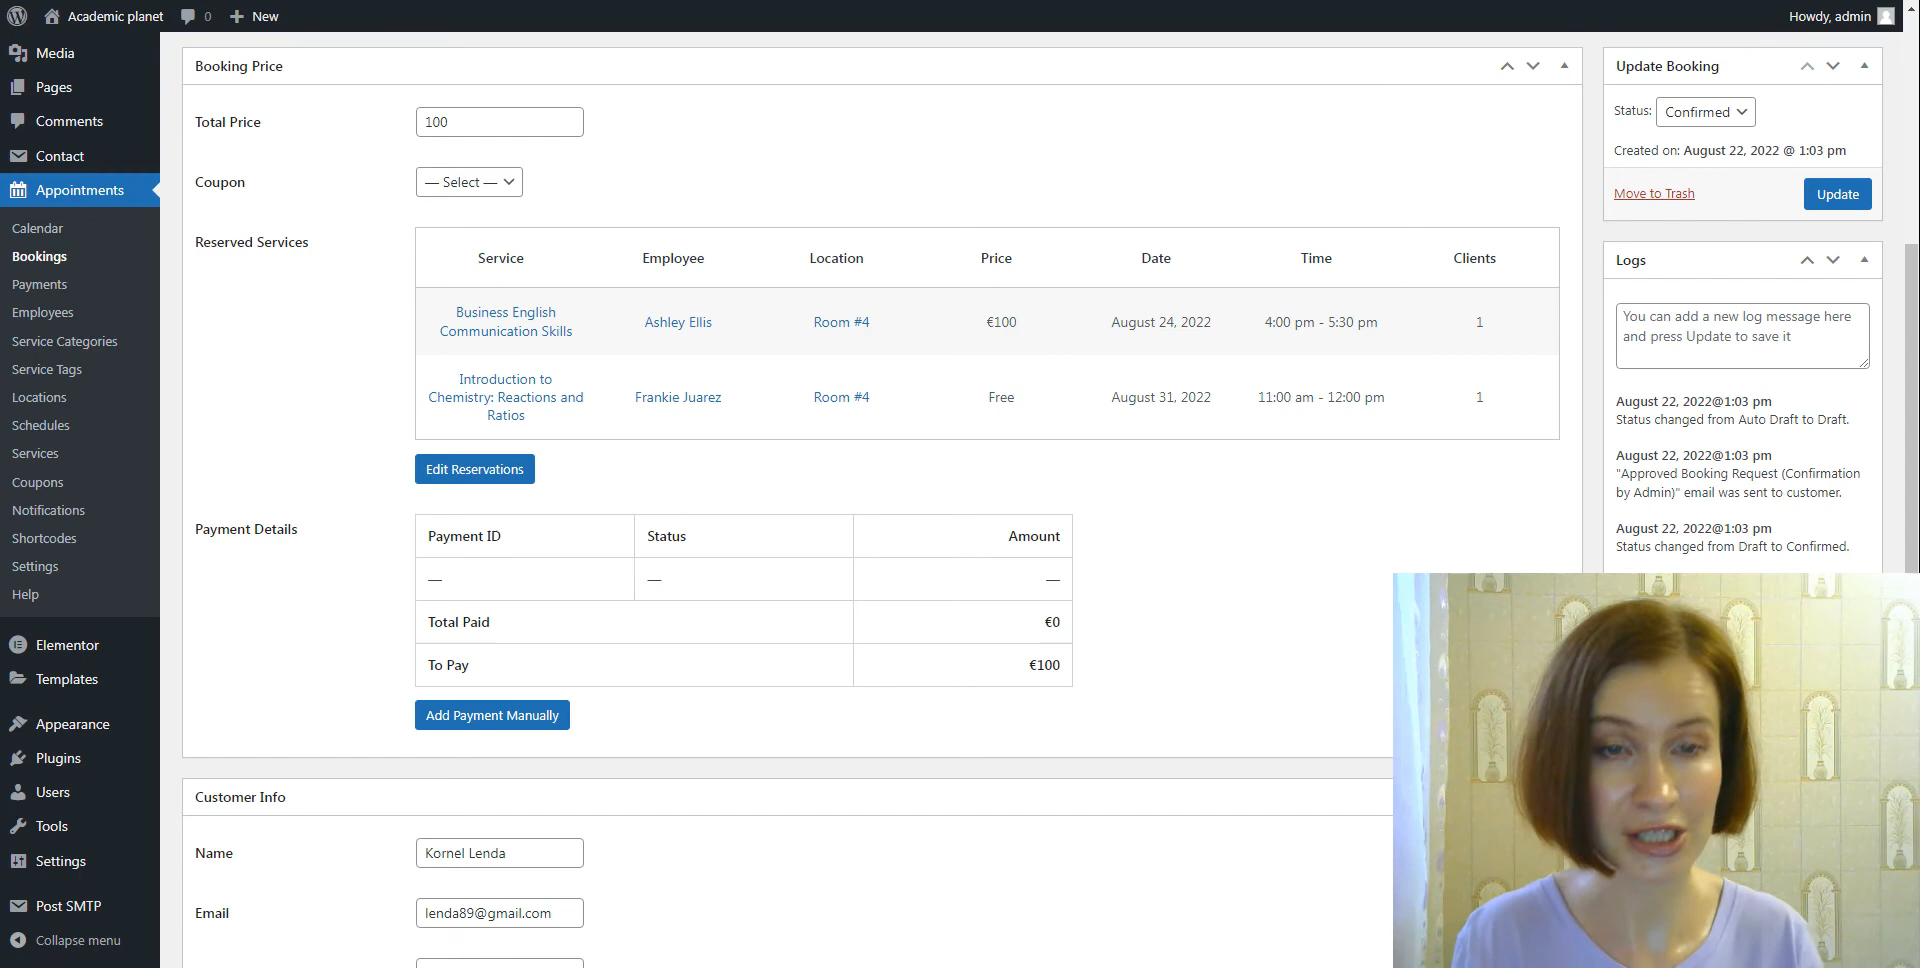 Academic planet
0
New
Howdy, admin
Media
Pages
Comments
Contact
Appointments
Calendar
Bookings
Payments
Employees
Service Categories
Service Tags
Locations
Schedules
Services
Coupons
Notifications
Shortcodes
Settings
Help
Elementor
Templates
Appearance
Plugins
Users
Tools
Settings
Post SMTP
Collapse menu
Booking Price
Total Price
100
Coupon
— Select —
Reserved Services
Service Employee Location Price Date Time Clients
Business English
Communication Skills
Ashley Ellis Room #4 €100 August 24, 2022 4:00 pm - 5:30 pm 1
Introduction to
Chemistry: Reactions and
Ratios
Frankie Juarez Room #4 Free August 31, 2022 11:00 am - 12:00 pm 1
Edit Reservations
Payment Details
Payment ID Status Amount
— — —
Total Paid €0
To Pay €100
Add Payment Manually
Customer Info
Name
Kornel Lenda
Email
lenda89@gmail.com
Update Booking
Status: Confirmed
Created on: August 22, 2022 @ 1:03 pm
Move to Trash
Update
Logs
You can add a new log message here
and press Update to save it
August 22, 2022@1:03 pm
Status changed from Auto Draft to Draft.
August 22, 2022@1:03 pm
"Approved Booking Request (Confirmation
by Admin)" email was sent to customer.
August 22, 2022@1:03 pm
Status changed from Draft to Confirmed.